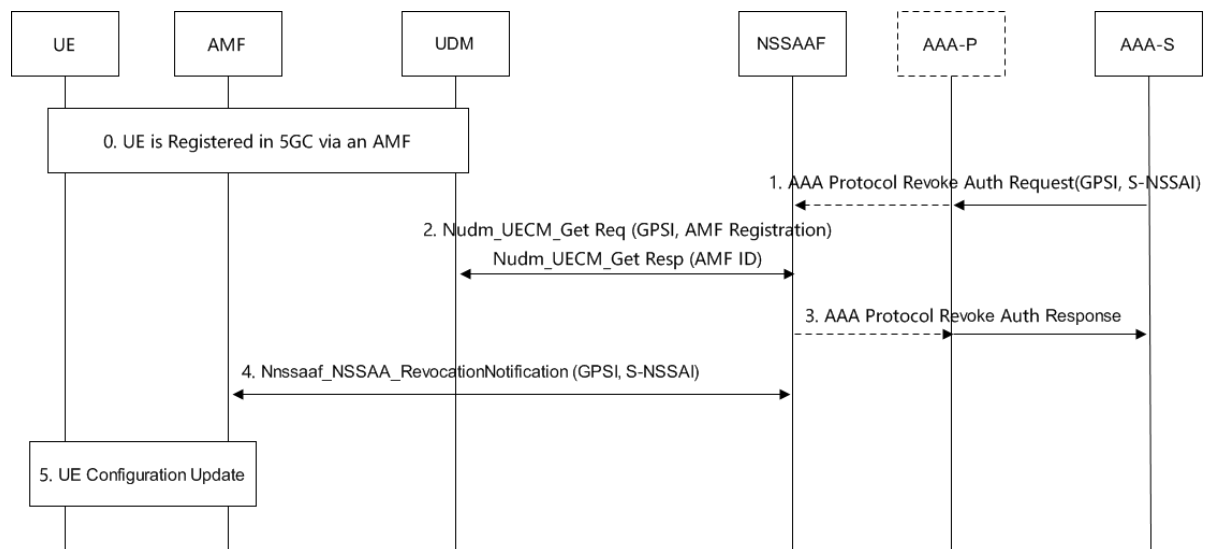 UE
AMF
UDM
NSSAAF
AAA-P
AAA-S
0. UE is Registered in 5GC via an AMF
1. AAA Protocol Revoke Auth Request(GPSI, S-NSSAI)
2. Nudm_UECM_Get Req (GPSI, AMF Registration)
Nudm_UECM_Get Resp (AMF ID)
3. AAA Protocol Revoke Auth Response
4. Nnssaaf_NSSAA_RevocationNotification (GPSI, S-NSSAI)
5. UE Configuration Update